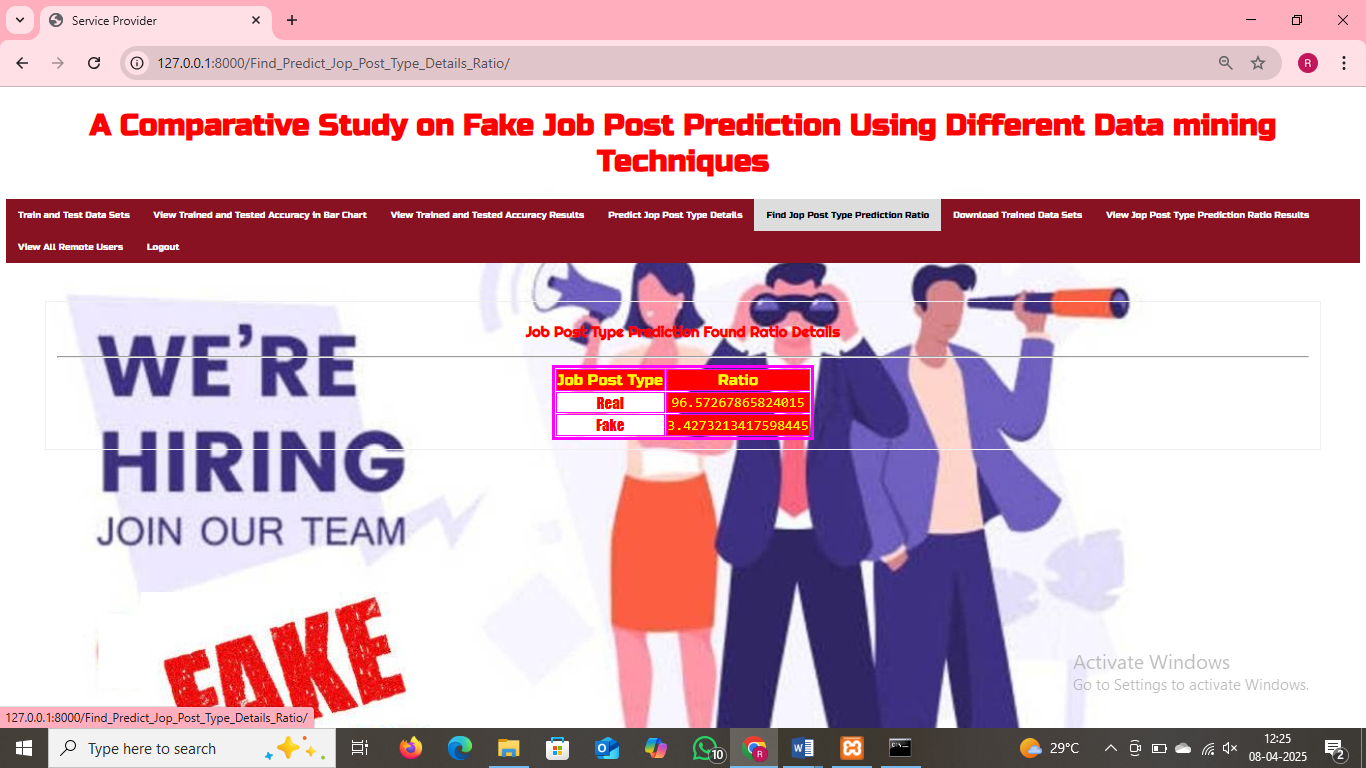 Service Provider
127.0.0.1:8000/Find_Predict_Jop_Post_Type_Details_Ratio/
R
A Comparative Study on Fake Job Post Prediction Using Different Data mining
Techniques
Train and Test Data Sets View Trained and Tested Accuracy in Bar Chart View Trained and Tested Accuracy Results Predict Jop Post Type Details Find Jop Post Type Prediction Ratio Download Trained Data Sets View Jop Post Type Prediction Ratio Results
View All Remote Users Logout
Job Post Type Prediction Found Ratio Details
Job Post Type Ratio
Real 96.57267865824015
Fake 3.4273213417598445
WE'RE
HIRING
JOIN OUR TEAM
FAKE
Activate Windows
Go to Settings to activate Windows.
127.0.0.1:8000/Find_Predict_Jop_Post_Type_Details_Ratio/
Type here to search
10
R
29°C
12:25
08-04-2025
2